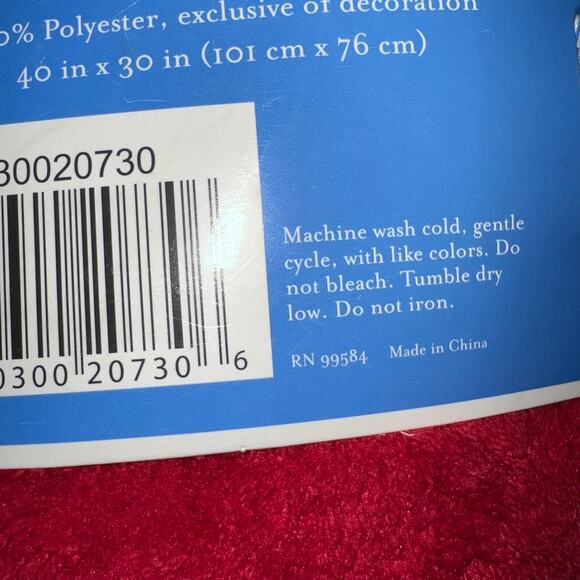 % Polyester, exclusive of decoration
40 in x 30 in (101 cm x 76 cm)
30020730
0300 20730 6
Machine wash cold, gentle
cycle, with like colors. Do
not bleach. Tumble dry
low. Do not iron.
RN 99584 Made in China